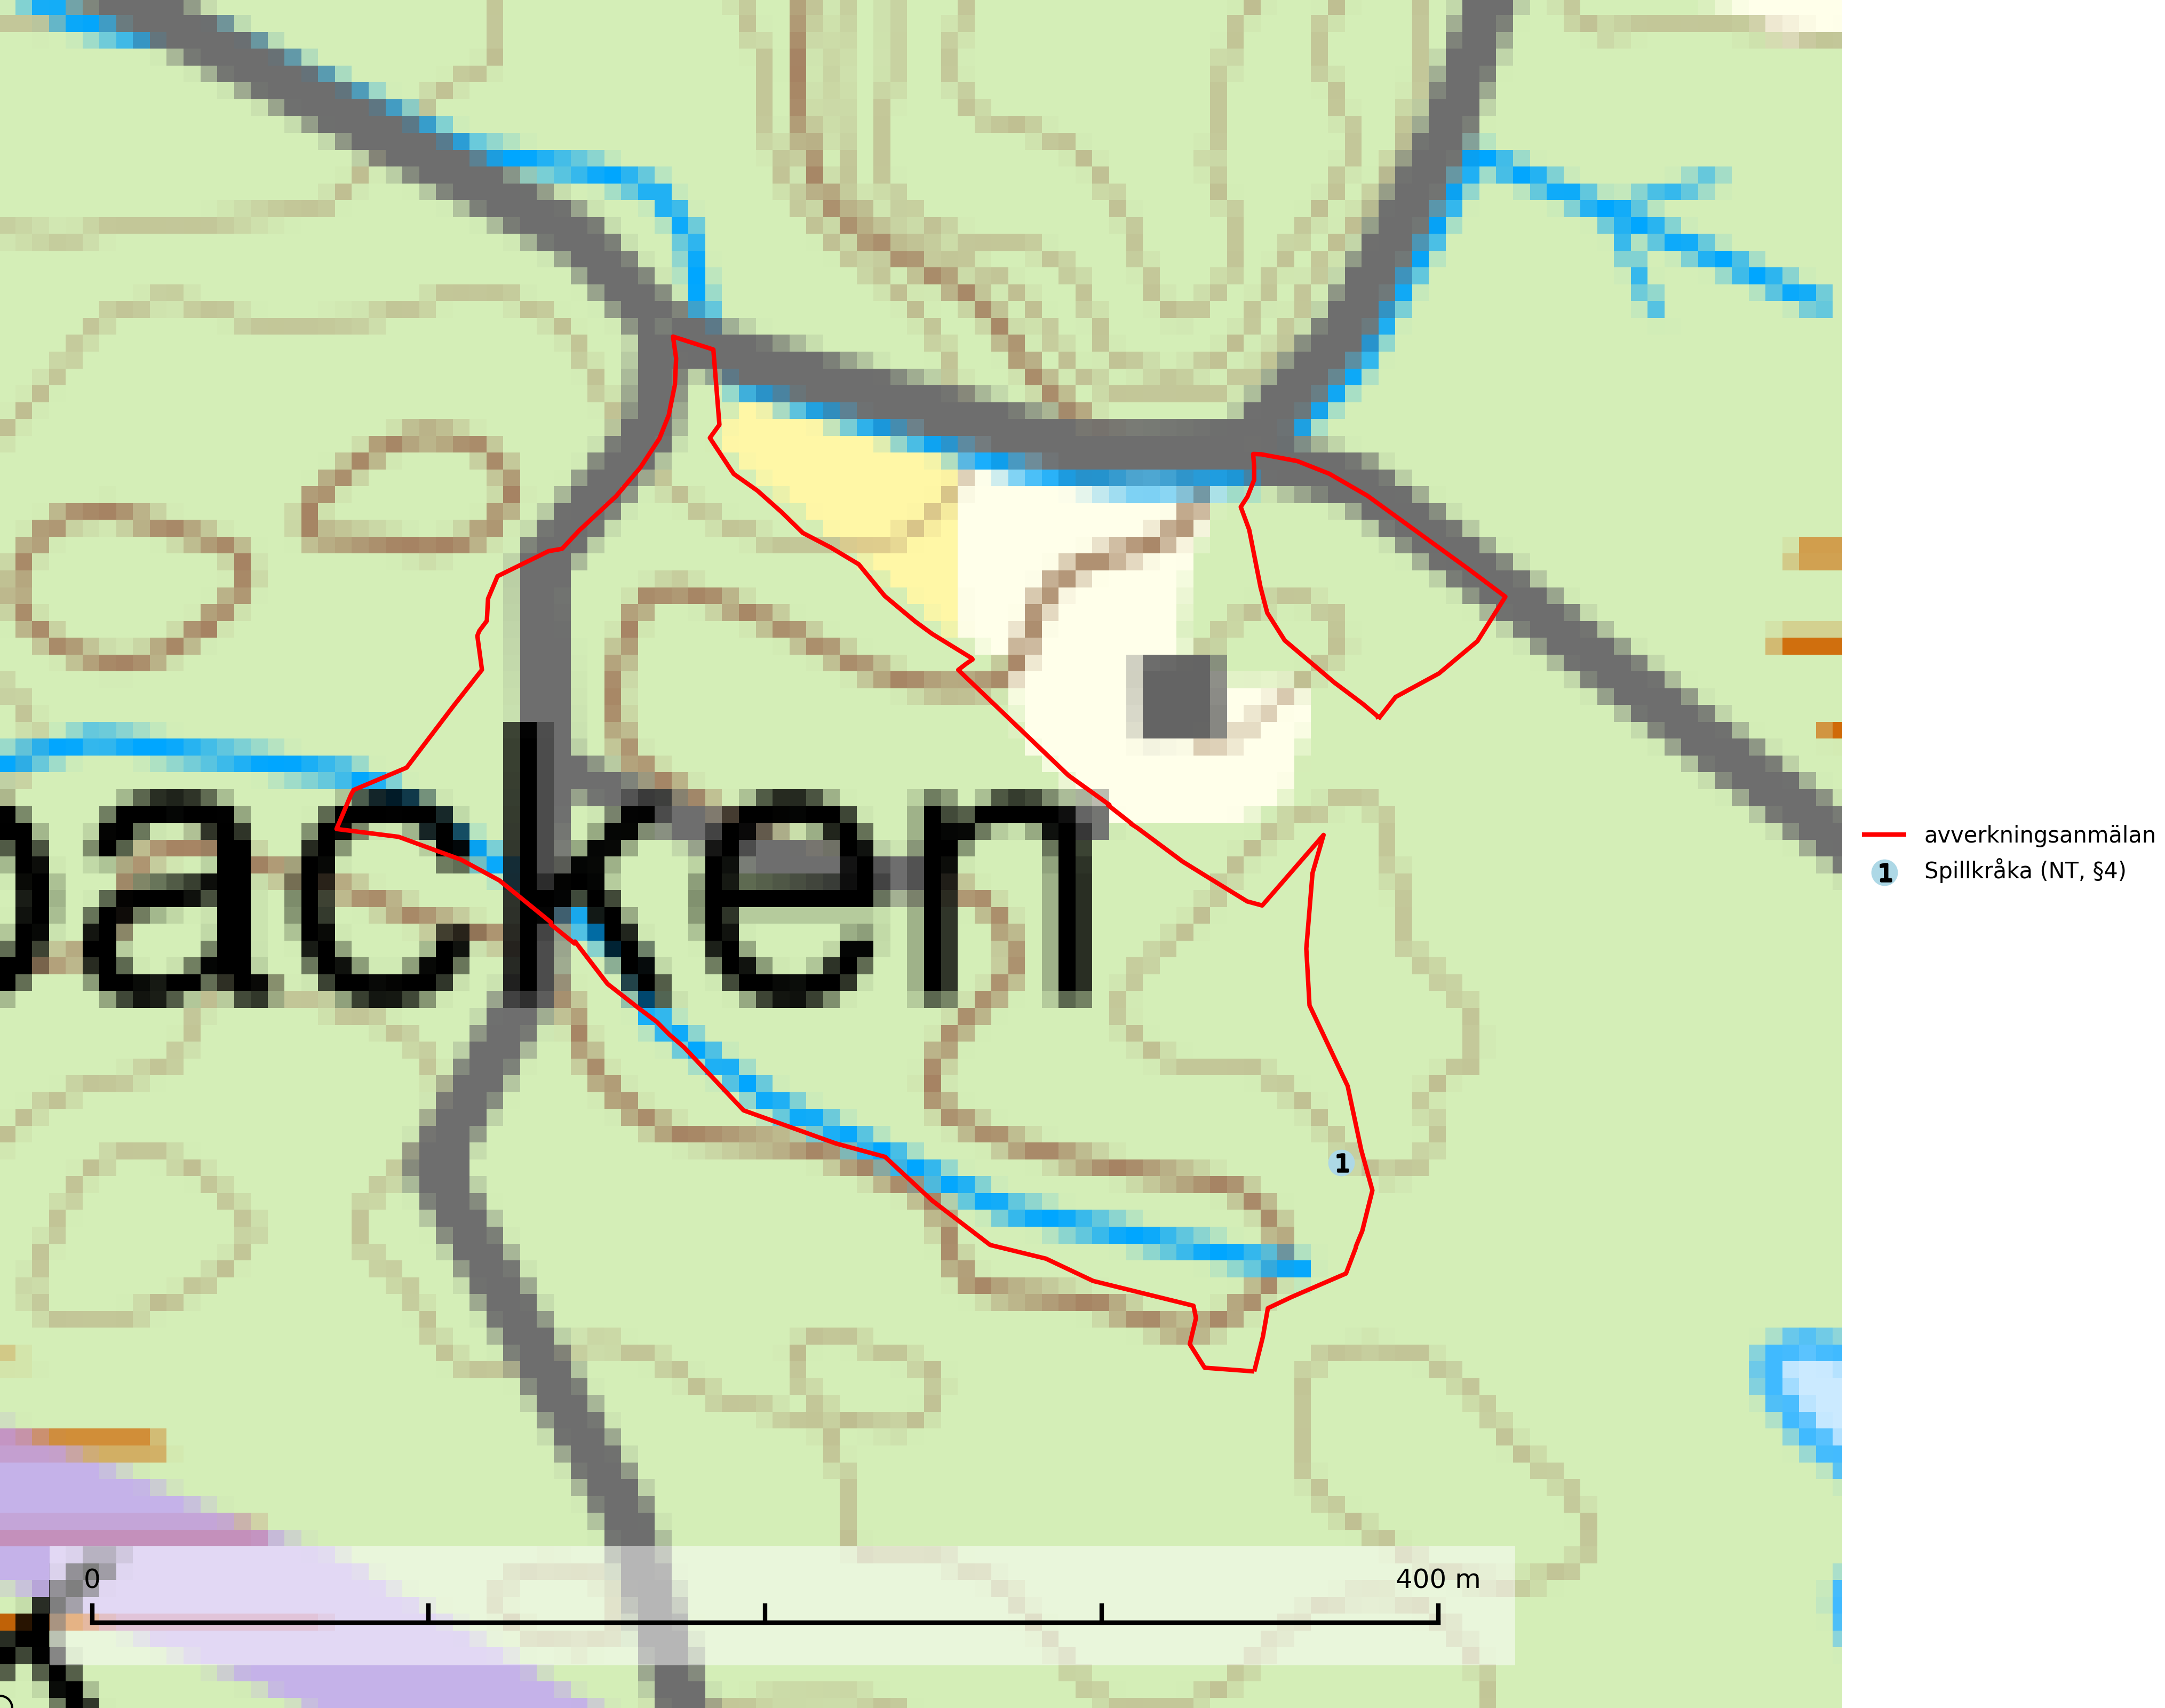 backen
avverkningsanmälan
1 Spillkråka (NT, §4)
1
0 400 m